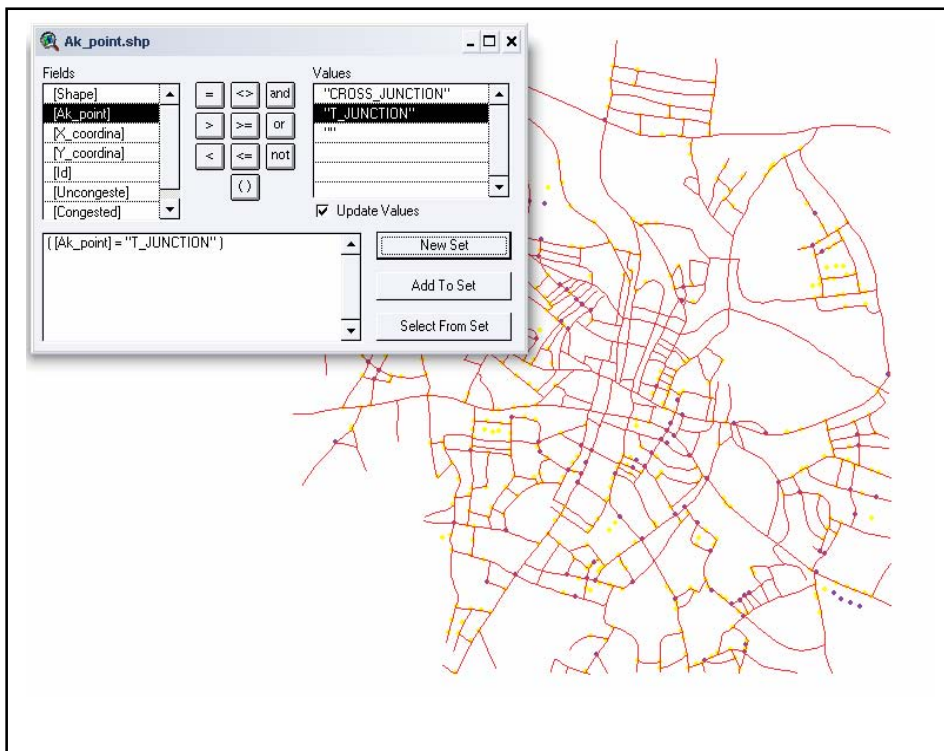 Ak_point.shp
Fields
[Shape]
[Ak_point]
[X_coordina]
[Y_coordina]
[Id]
[Uncongeste]
[Congested]
= <> and
> >= or
< <= not
( )
Values
"CROSS_JUNCTION"
"T_JUNCTION"
""
Update Values
( [Ak_point] = "T_JUNCTION" )
New Set
Add To Set
Select From Set